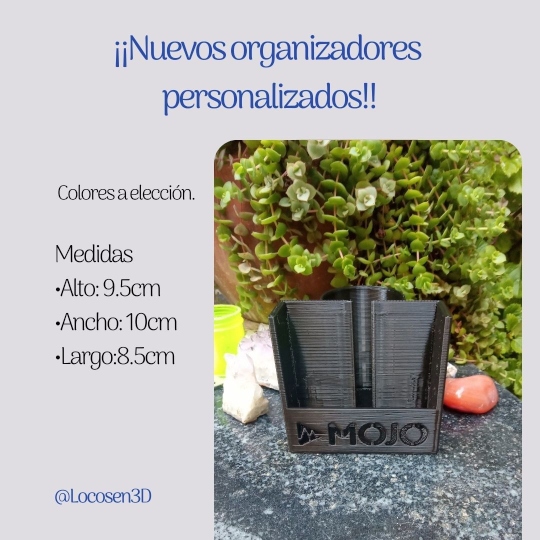 ¡¡Nuevos organizadores
personalizados!!
Colores a elección.
Medidas
•Alto: 9.5cm
•Ancho: 10cm
•Largo:8.5cm
MOJO
@Locosen3D